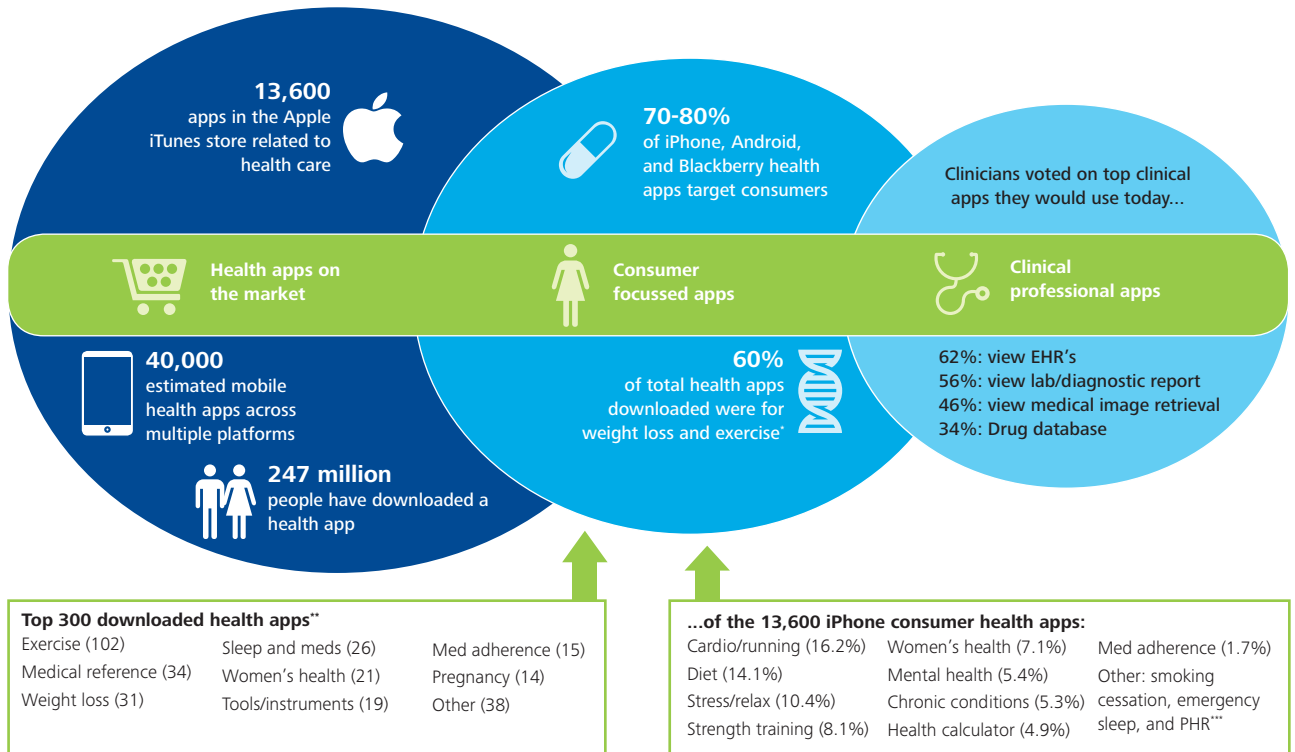 13,600
apps in the Apple
iTunes store related to
health care
70-80%
of iPhone, Android,
and Blackberry health
apps target consumers
Clinicians voted on top clinical
apps they would use today...
Health apps on
the market
Consumer
focussed apps
Clinical
professional apps
40,000
estimated mobile
health apps across
multiple platforms
247 million
people have downloaded a
health app
60%
of total health apps
downloaded were for
weight loss and exercise*
62%: view EHR's
56%: view lab/diagnostic report
46%: view medical image retrieval
34%: Drug database
Top 300 downloaded health apps**
Exercise (102)
Medical reference (34)
Weight loss (31)
Sleep and meds (26)
Women's health (21)
Tools/instruments (19)
Med adherence (15)
Pregnancy (14)
Other (38)
...of the 13,600 iPhone consumer health apps:
Cardio/running (16.2%)
Diet (14.1%)
Stress/relax (10.4%)
Strength training (8.1%)
Women's health (7.1%)
Mental health (5.4%)
Chronic conditions (5.3%)
Health calculator (4.9%)
Med adherence (1.7%)
Other: smoking
cessation, emergency
sleep, and PHR***